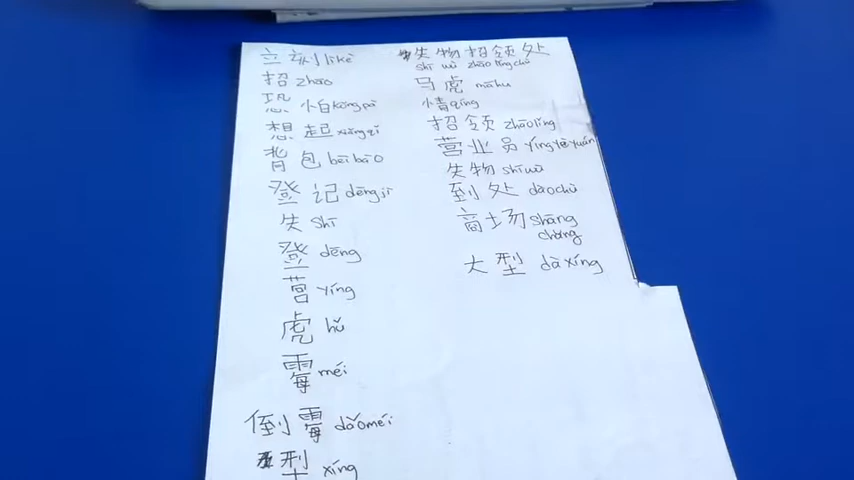 立刻 likè
招 zhāo
恐怕 kǒngpà
想起 xiǎngqǐ
背包 bēibāo
登记 dēngjì
失 shī
登 dēng
营 yíng
虎 hǔ
霉 méi
倒霉 dǎoméi
型 xíng
失物招领处
shī wù zhāo lǐng chù
马虎 mǎhu
情 qíng
招领 zhāolǐng
营业员 yíngyèyuán
失物 shīwù
到处 dàochù
商场 shāng
chǎng
大型 dàxíng